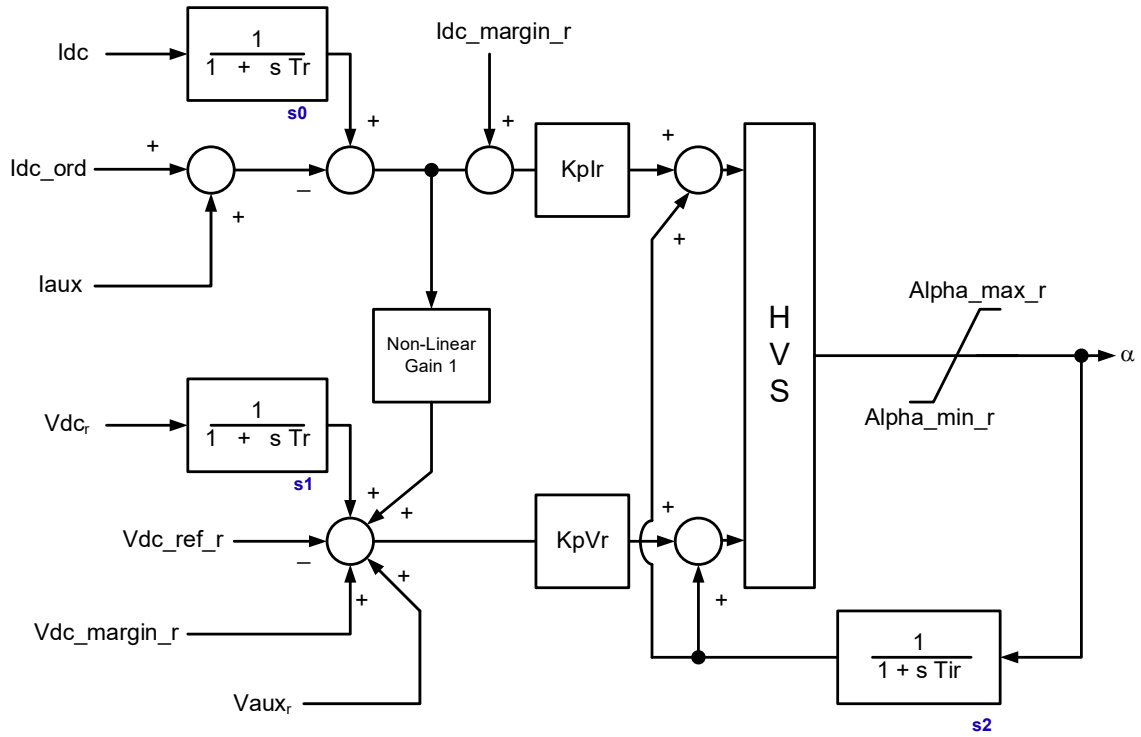 Idc
1
1 + s Tr
s0
Idc_margin_r
+
+
+
Idc_ord
+
−
KpIr
+
+
Iaux
Non-Linear
Gain 1
H
V
S
Alpha_max_r
α
Alpha_min_r
Vdcr
1
1 + s Tr
s1
+
+
Vdc_ref_r
−
KpVr
+
+
+
+
Vdc_margin_r
Vauxr
1
1 + s Tir
s2